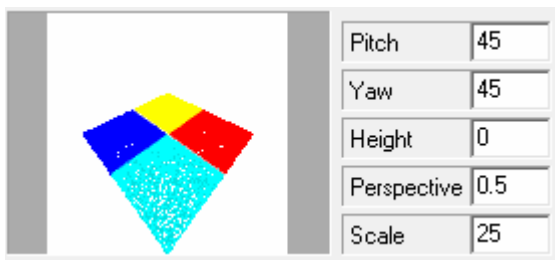 Pitch 45
Yaw 45
Height 0
Perspective 0.5
Scale 25